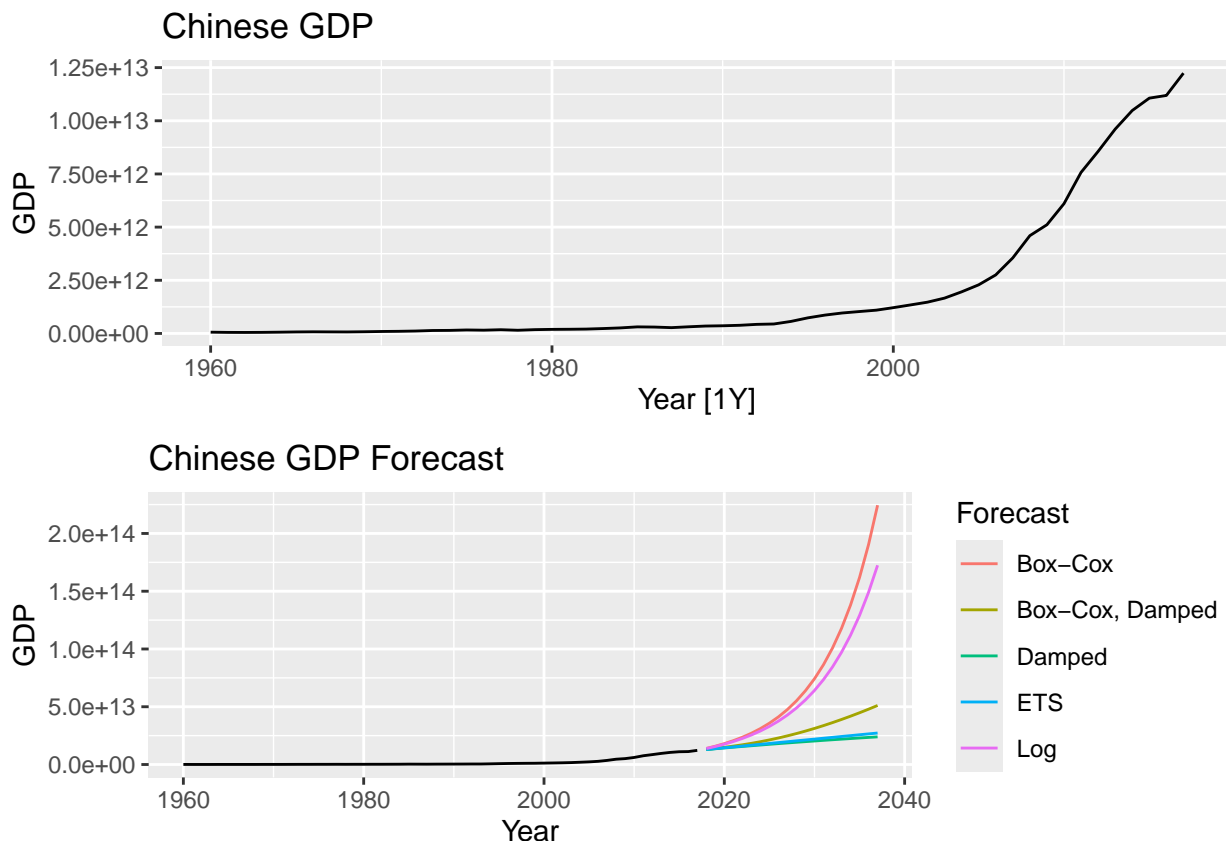 Chinese GDP
1.25e+13
1.00e+13
7.50e+12
5.00e+12
2.50e+12
0.00e+00
GDP
1960 1980 2000
Year [1Y]
Chinese GDP Forecast
2.0e+14
1.5e+14
1.0e+14
5.0e+13
0.0e+00
GDP
1960 1980 2000 2020 2040
Year
Forecast
Box−Cox
Box−Cox, Damped
Damped
ETS
Log